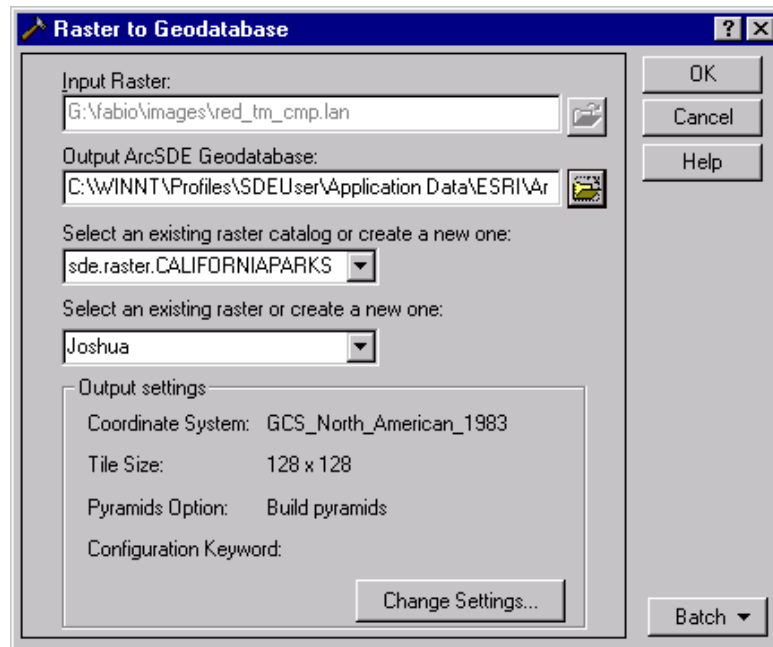 Raster to Geodatabase
Input Raster:
G:\fabio\images\red_tm_cmp.lan
Output ArcSDE Geodatabase:
C:\WINNT\Profiles\SDEUser\Application Data\ESRI\Ar
Select an existing raster catalog or create a new one:
sde.raster.CALIFORNIAPARKS
Select an existing raster or create a new one:
Joshua
Output settings
Coordinate System: GCS_North_American_1983
Tile Size: 128 x 128
Pyramids Option: Build pyramids
Configuration Keyword:
Change Settings...
OK
Cancel
Help
Batch